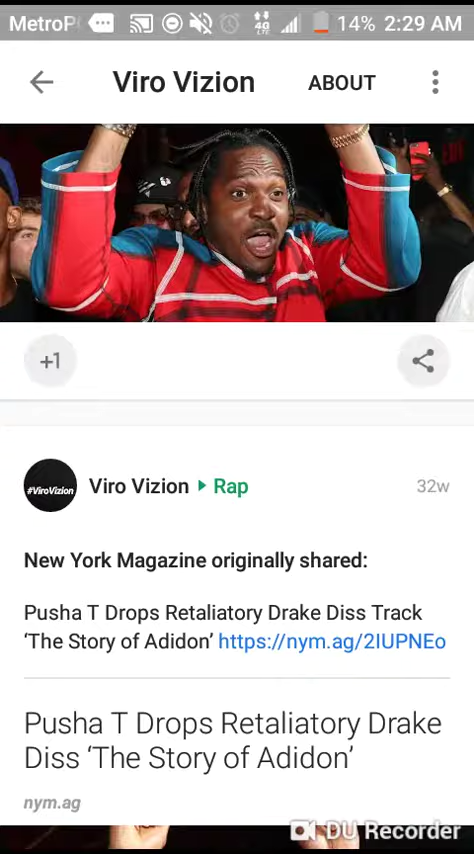 MetroP
4G
LTE
14% 2:29 AM
Viro Vizion ABOUT
+1
#ViroVizion
Viro Vizion Rap 32w
New York Magazine originally shared:
Pusha T Drops Retaliatory Drake Diss Track
‘The Story of Adidon’ https://nym.ag/2IUPNEo
Pusha T Drops Retaliatory Drake
Diss ‘The Story of Adidon’
nym.ag
DU Recorder